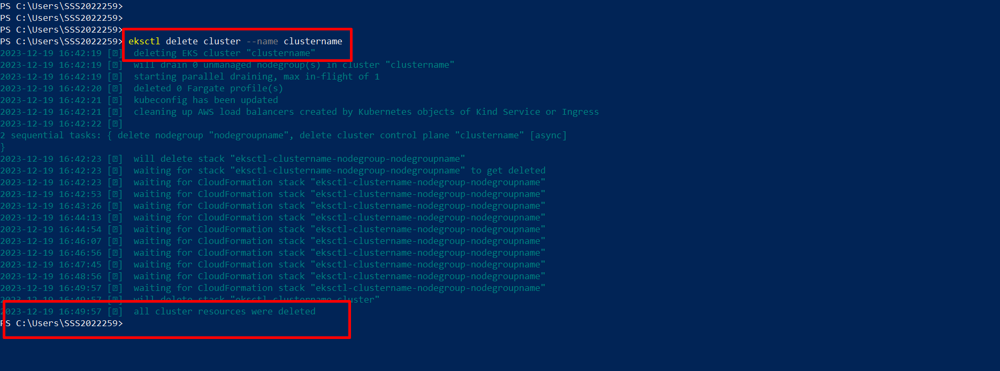 PS C:\Users\SSS2022259>
PS C:\Users\SSS2022259>
PS C:\Users\SSS2022259>
PS C:\Users\SSS2022259> eksctl delete cluster --name clustername
2023-12-19 16:42:19 [⍰]  deleting EKS cluster "clustername"
2023-12-19 16:42:19 [⍰]  will drain 0 unmanaged nodegroup(s) in cluster "clustername"
2023-12-19 16:42:19 [⍰]  starting parallel draining, max in-flight of 1
2023-12-19 16:42:20 [⍰]  deleted 0 Fargate profile(s)
2023-12-19 16:42:21 [⍰]  kubeconfig has been updated
2023-12-19 16:42:21 [⍰]  cleaning up AWS load balancers created by Kubernetes objects of Kind Service or Ingress
2023-12-19 16:42:22 [⍰]
2 sequential tasks: { delete nodegroup "nodegroupname", delete cluster control plane "clustername" [async]
}
2023-12-19 16:42:23 [⍰]  will delete stack "eksctl-clustername-nodegroup-nodegroupname"
2023-12-19 16:42:23 [⍰]  waiting for stack "eksctl-clustername-nodegroup-nodegroupname" to get deleted
2023-12-19 16:42:23 [⍰]  waiting for CloudFormation stack "eksctl-clustername-nodegroup-nodegroupname"
2023-12-19 16:42:53 [⍰]  waiting for CloudFormation stack "eksctl-clustername-nodegroup-nodegroupname"
2023-12-19 16:43:26 [⍰]  waiting for CloudFormation stack "eksctl-clustername-nodegroup-nodegroupname"
2023-12-19 16:44:13 [⍰]  waiting for CloudFormation stack "eksctl-clustername-nodegroup-nodegroupname"
2023-12-19 16:44:54 [⍰]  waiting for CloudFormation stack "eksctl-clustername-nodegroup-nodegroupname"
2023-12-19 16:46:07 [⍰]  waiting for CloudFormation stack "eksctl-clustername-nodegroup-nodegroupname"
2023-12-19 16:46:56 [⍰]  waiting for CloudFormation stack "eksctl-clustername-nodegroup-nodegroupname"
2023-12-19 16:47:45 [⍰]  waiting for CloudFormation stack "eksctl-clustername-nodegroup-nodegroupname"
2023-12-19 16:48:56 [⍰]  waiting for CloudFormation stack "eksctl-clustername-nodegroup-nodegroupname"
2023-12-19 16:49:57 [⍰]  waiting for CloudFormation stack "eksctl-clustername-nodegroup-nodegroupname"
2023-12-19 16:49:57 [⍰]  will delete stack "eksctl-clustername-cluster"
2023-12-19 16:49:57 [⍰]  all cluster resources were deleted
PS C:\Users\SSS2022259>